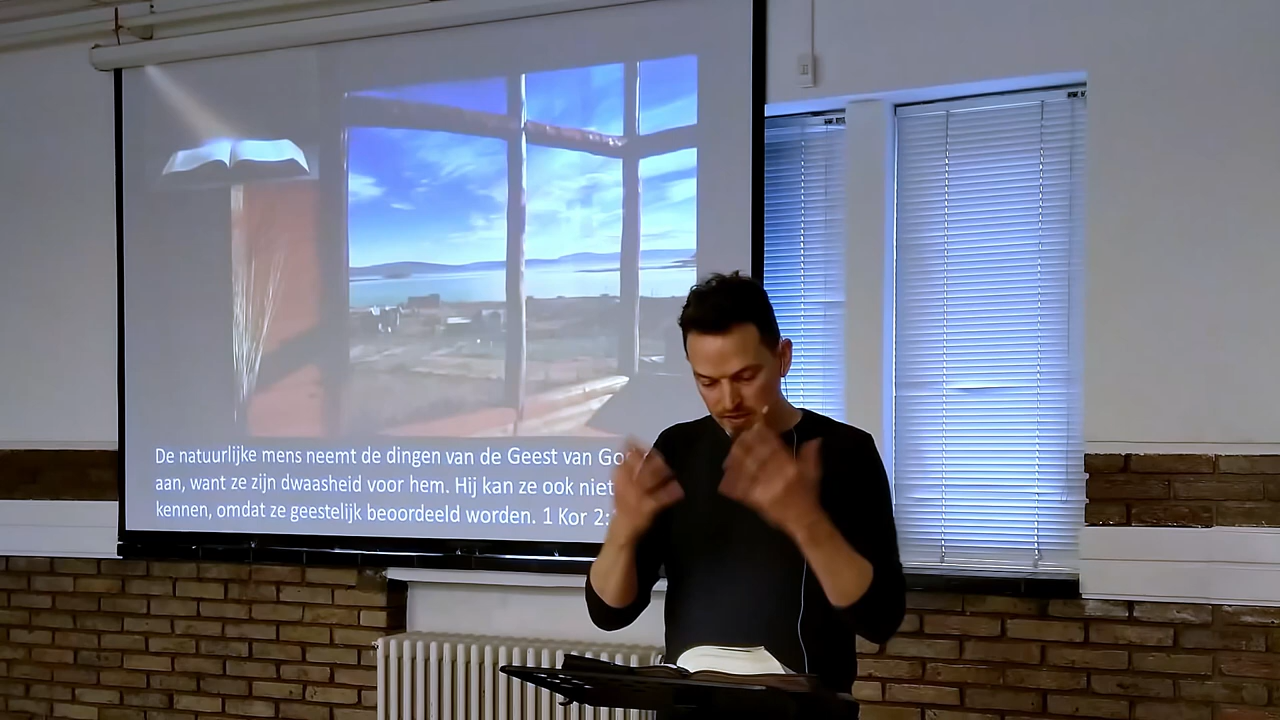 De natuurlijke mens neemt de dingen van de Geest van
aan, want ze zijn dwaasheid voor hem. Hij kan ze ook niet
kennen, omdat ze geestelijk beoordeeld worden. 1 Kor 2: